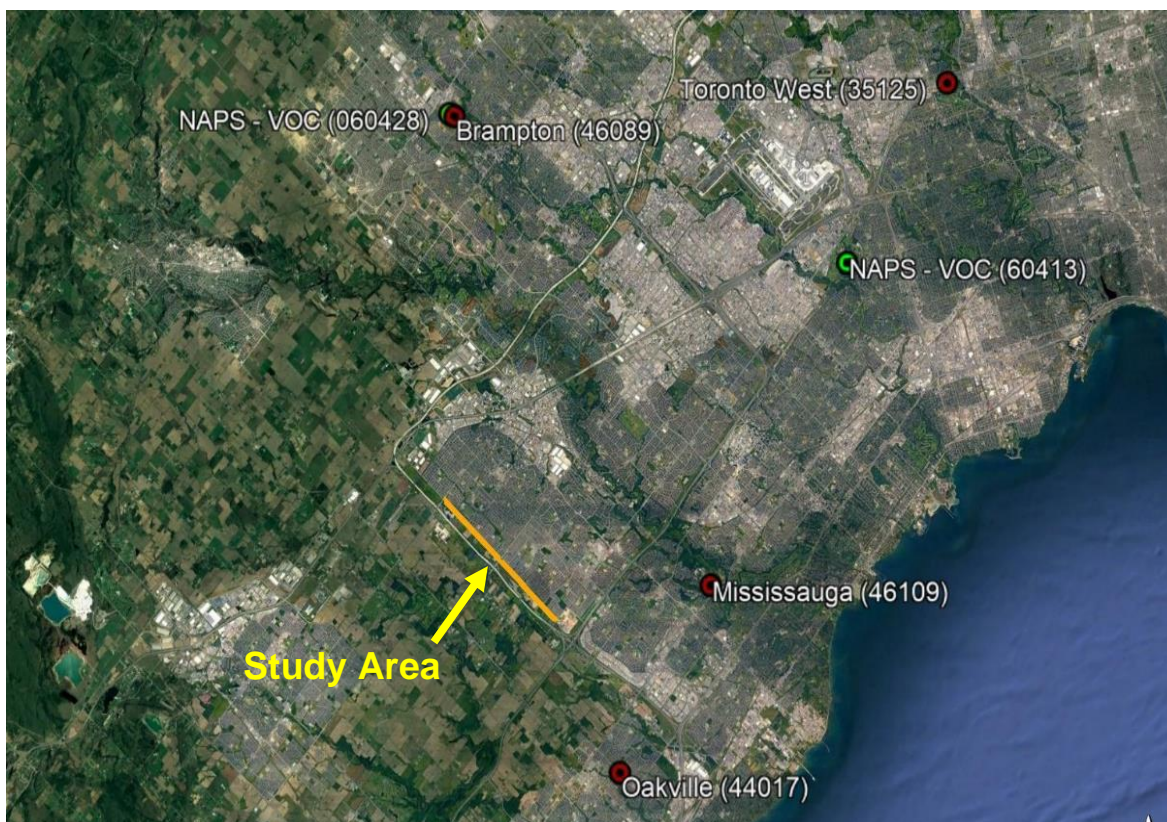 Toronto West (35125)
NAPS - VOC (060428)
Brampton (46089)
NAPS - VOC (60413)
Mississauga (46109)
Study Area
Oakville (44017)